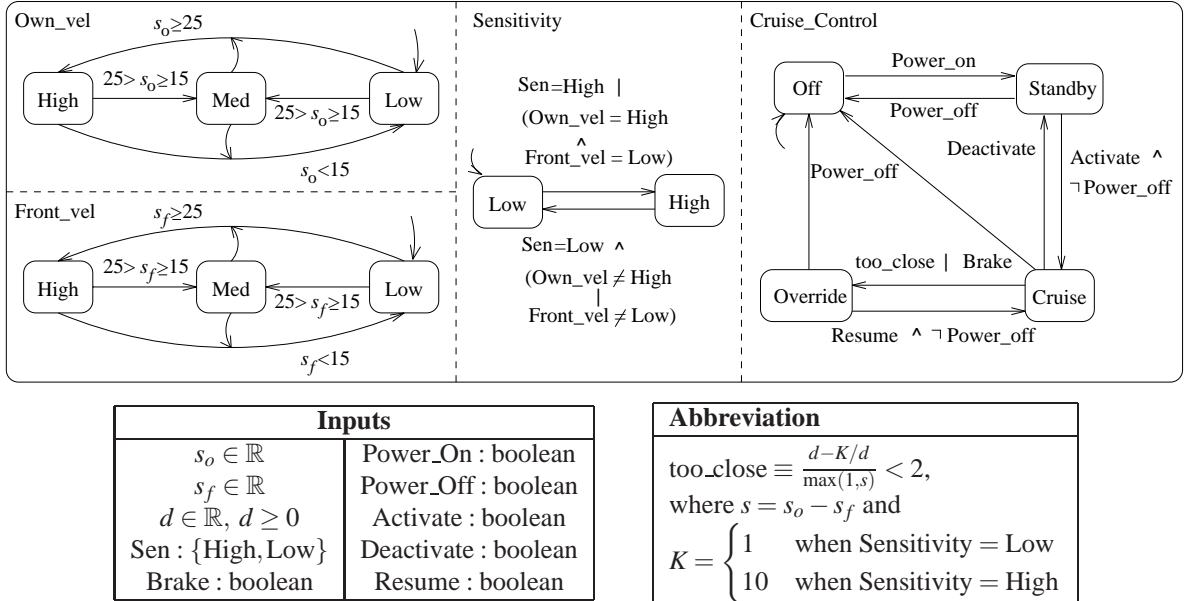 Own_vel
s_o≥25
High
25> s_o≥15
Med
25> s_o≥15
Low
s_o<15
Front_vel
s_f≥25
High
25> s_f≥15
Med
25> s_f≥15
Low
s_f<15
Sensitivity
Sen=High |
(Own_vel = High
^
Front_vel = Low)
Low
High
Sen=Low ^
(Own_vel ≠ High
|
Front_vel ≠ Low)
Cruise_Control
Off
Power_on
Power_off
Standby
Power_off
Deactivate
Activate ^
¬ Power_off
too_close | Brake
Override
Cruise
Resume ^ ¬ Power_off
Inputs
s_o ∈ ℝ
Power_On : boolean
s_f ∈ ℝ
Power_Off : boolean
d ∈ ℝ, d ≥ 0
Activate : boolean
Sen : {High, Low}
Deactivate : boolean
Brake : boolean
Resume : boolean
Abbreviation
too_close ≡ (d−K/d)/(max(1,s)) < 2,
where s = s_o − s_f and
K = { 1 when Sensitivity = Low
10 when Sensitivity = High